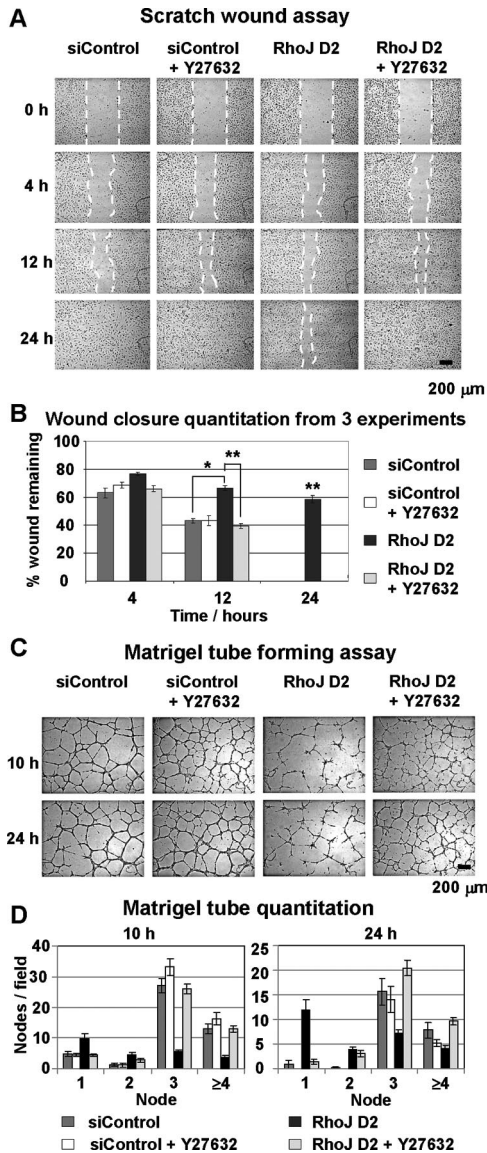 A Scratch wound assay
siControl siControl + Y27632 RhoJ D2 RhoJ D2 + Y27632
0 h
4 h
12 h
24 h
200 µm
B Wound closure quantitation from 3 experiments
% wound remaining
100
80
60
40
20
0
* ** **
4 12 24
Time / hours
siControl
siControl
+ Y27632
RhoJ D2
RhoJ D2
+ Y27632
C Matrigel tube forming assay
siControl siControl + Y27632 RhoJ D2 RhoJ D2 + Y27632
10 h
24 h
200 µm
D Matrigel tube quantitation
10 h 24 h
Nodes / field
40
30
20
10
0
25
20
15
10
5
0
1 2 3 ≥4 1 2 3 ≥4
Node Node
siControl RhoJ D2
siControl + Y27632 RhoJ D2 + Y27632